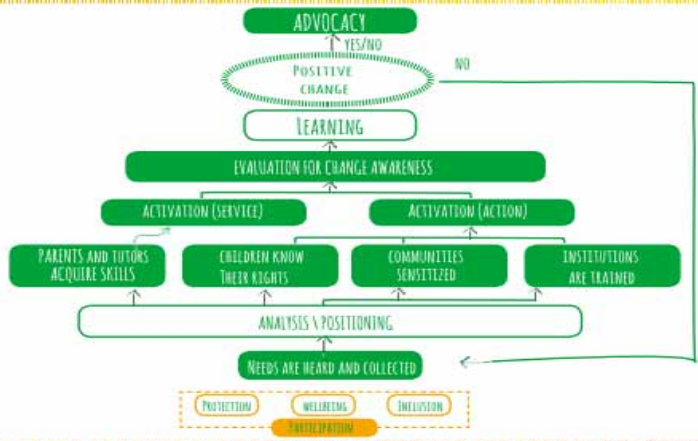 ADVOCACY
YES/NO
POSITIVE
CHANGE
NO
LEARNING
EVALUATION FOR CHANGE AWARENESS
ACTIVATION (SERVICE)
ACTIVATION (ACTION)
PARENTS AND TUTORS
ACQUIRE SKILLS
CHILDREN KNOW
THEIR RIGHTS
COMMUNITIES
SENSITIZED
INSTITUTIONS
ARE TRAINED
ANALYSIS \ POSITIONING
NEEDS ARE HEARD AND COLLECTED
PROTECTION
WELLBEING
INCLUSION
PARTICIPATION